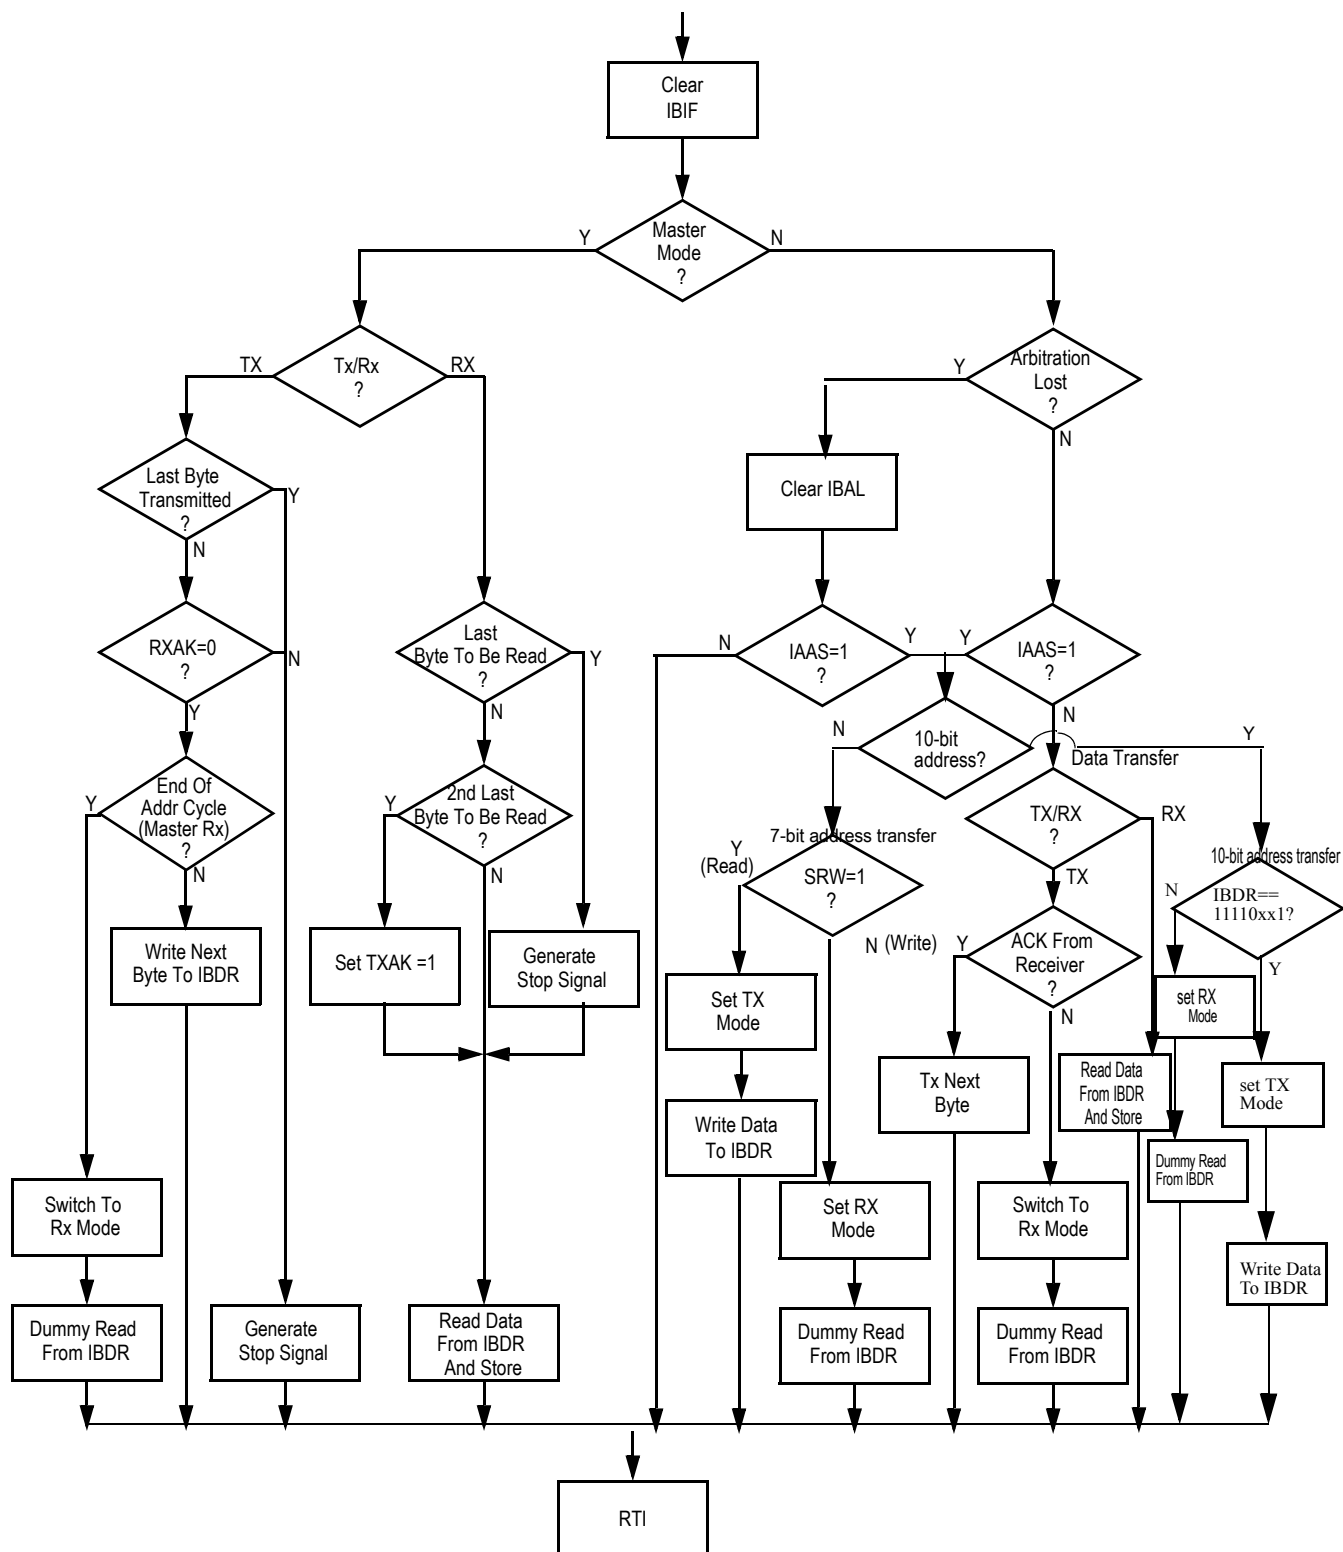 Clear
IBIF
Master
Mode
?
Y
N
Tx/Rx
?
TX
RX
Arbitration
Lost
?
Y
N
Last Byte
Transmitted
?
Y
N
Clear IBAL
RXAK=0
?
N
Y
Last
Byte To Be Read
?
Y
N
IAAS=1
?
N
Y
IAAS=1
?
Y
N
10-bit
address?
N
Y
Data Transfer
End Of
Addr Cycle
(Master Rx)
?
Y
N
2nd Last
Byte To Be Read
?
Y
N
TX/RX
?
RX
TX
7-bit address transfer
SRW=1
?
Y
(Read)
N (Write)
10-bit address transfer
IBDR==
11110xx1?
N
Y
Write Next
Byte To IBDR
Set TXAK =1
Generate
Stop Signal
ACK From
Receiver
?
Y
N
Set TX
Mode
set RX
Mode
Tx Next
Byte
Read Data
From IBDR
And Store
set TX
Mode
Write Data
To IBDR
Dummy Read
From IBDR
Switch To
Rx Mode
Set RX
Mode
Switch To
Rx Mode
Write Data
To IBDR
Dummy Read
From IBDR
Generate
Stop Signal
Read Data
From IBDR
And Store
Dummy Read
From IBDR
Dummy Read
From IBDR
RTI